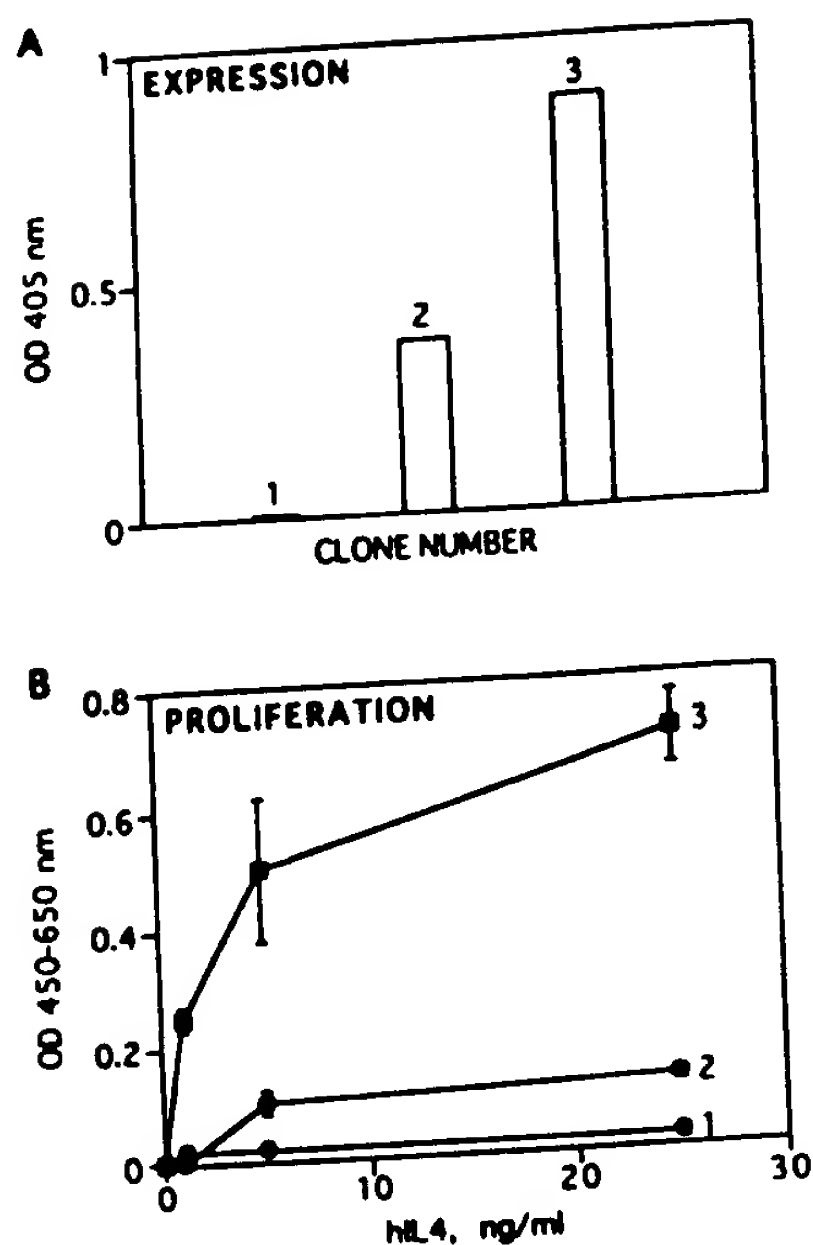 A
1
EXPRESSION
3
OD 405 nm
0.5
2
1
0
CLONE NUMBER
B
0.8
PROLIFERATION
3
0.6
OD 450-650 nm
0.4
0.2
2
1
0
0
10
20
30
hIL4, ng/ml